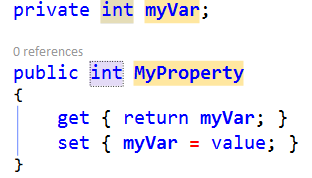 private int myVar;
0 references
public int MyProperty
{
get { return myVar; }
set { myVar = value; }
}